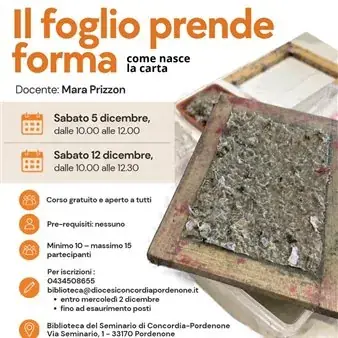 Il foglio prende
forma come nasce
la carta
Docente: Mara Prizzon
Sabato 5 dicembre,
dalle 10.00 alle 12.00
Sabato 12 dicembre,
dalle 10.00 alle 12.30
Corso gratuito e aperto a tutti
Pre-requisiti: nessuno
Minimo 10 – massimo 15
partecipanti
Per iscrizioni :
0434508655
biblioteca@diocesiconcordiapordenone.it
• entro mercoledì 2 dicembre
• fino ad esaurimento posti
Biblioteca del Seminario di Concordia-Pordenone
Via Seminario, 1 - 33170 Pordenone